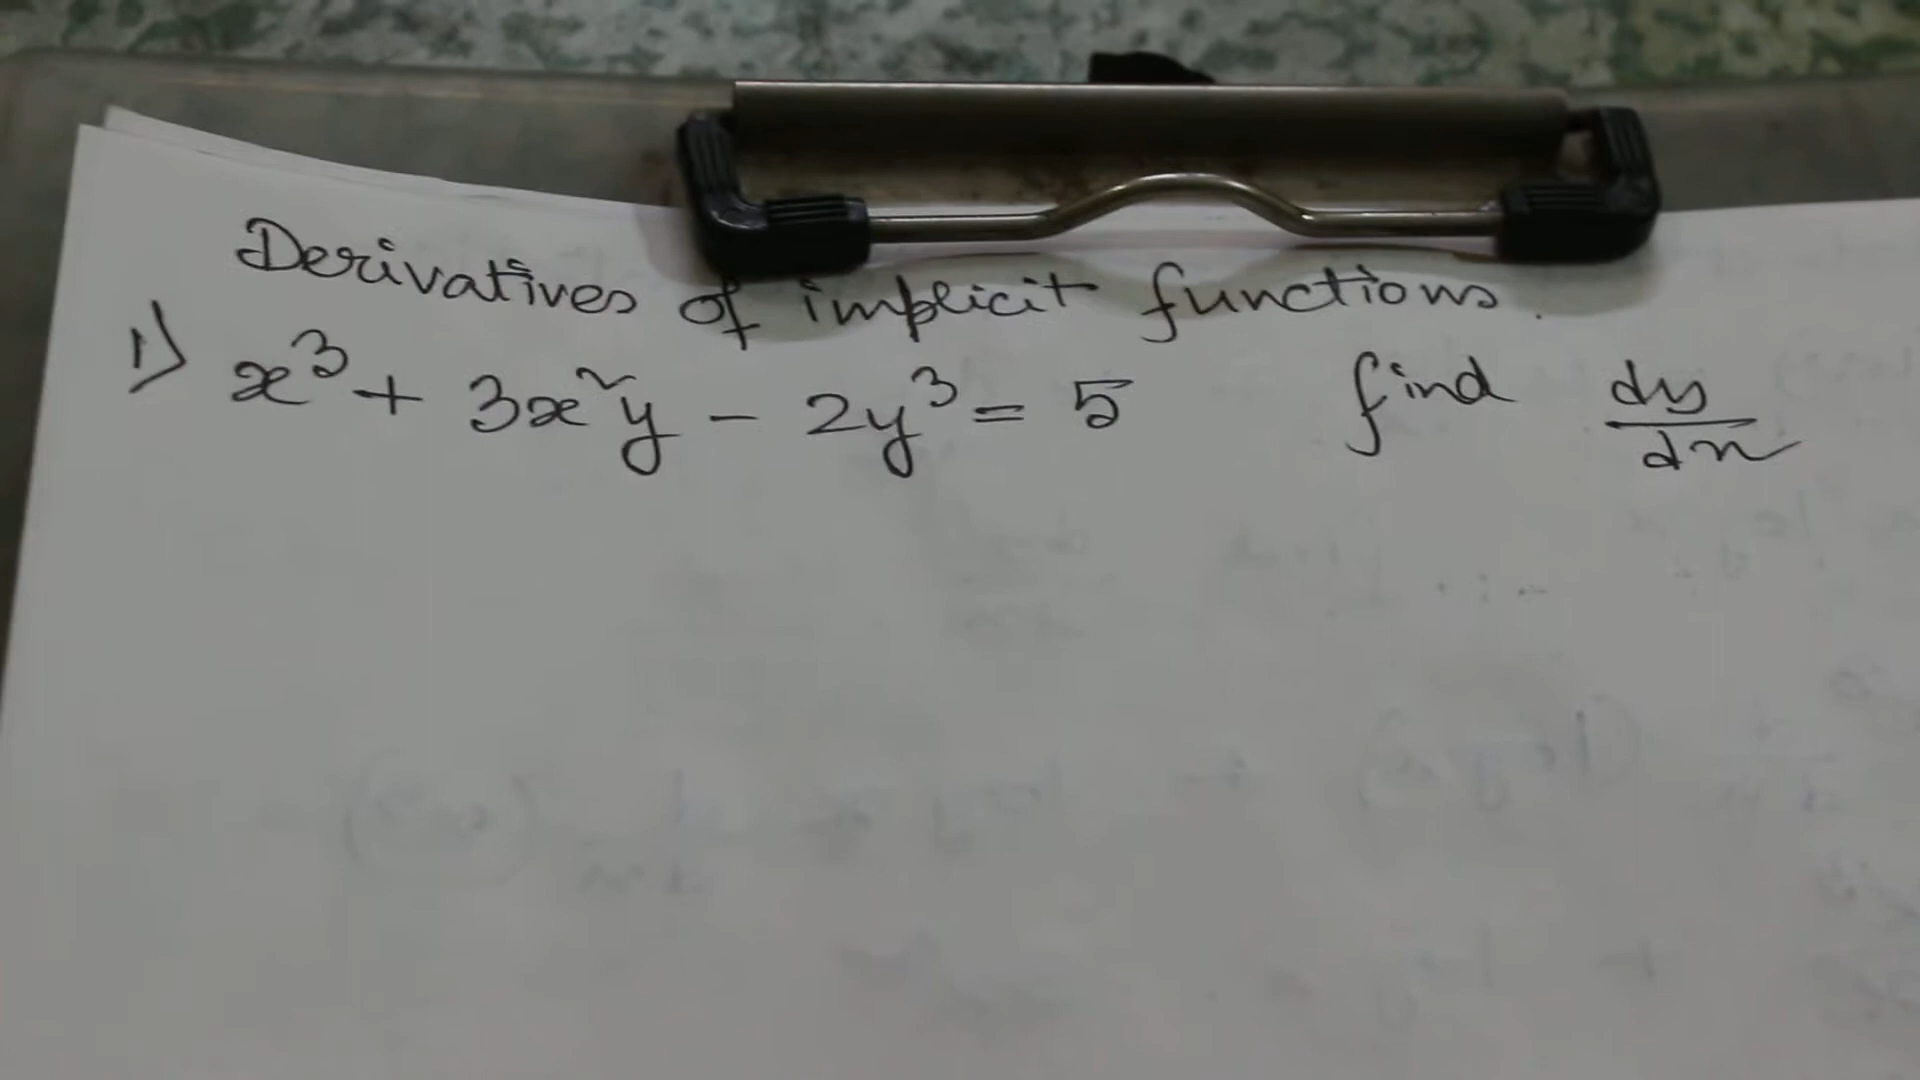 Derivatives of implicit functions.
1) x³ + 3x²y - 2y³ = 5 find dy/dx